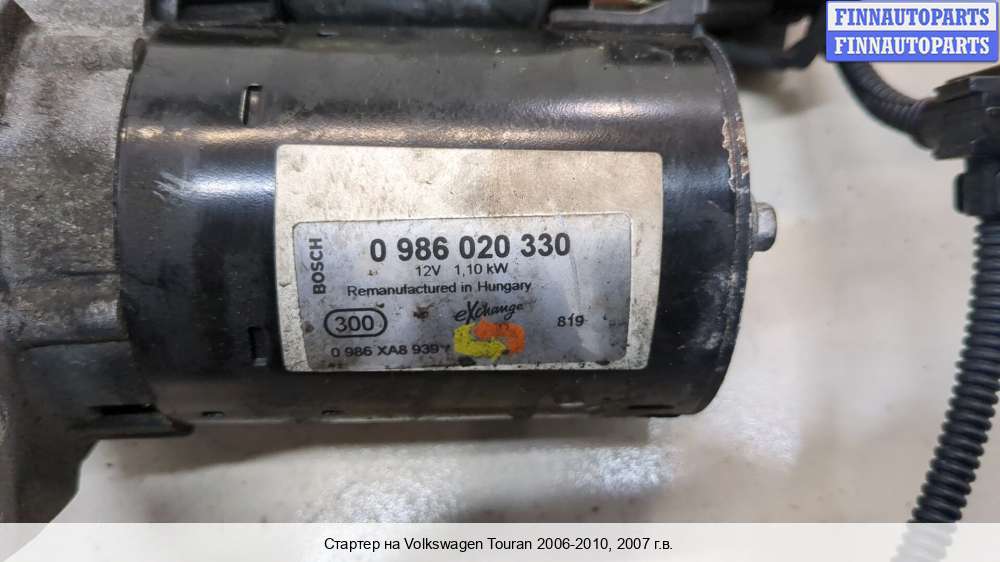 FINNAUTOPARTS
FINNAUTOPARTS
BOSCH
0 986 020 330
12V 1,10 kW
Remanufactured in Hungary
eXchange
300
819
0 986 XA8 939
Стартер на Volkswagen Touran 2006-2010, 2007 г.в.